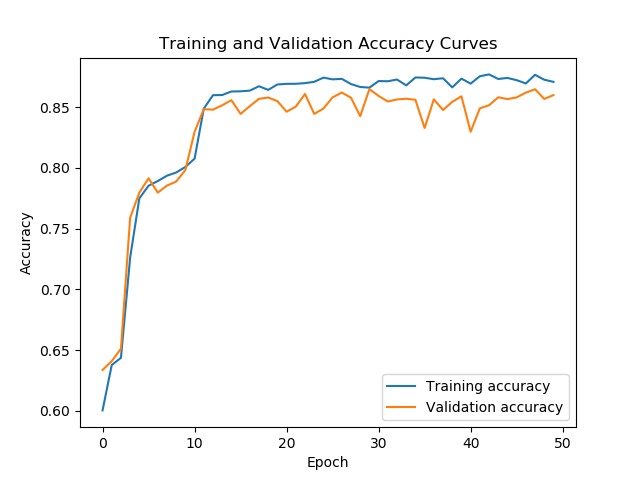 Training and Validation Accuracy Curves
0.85
0.80
0.75
0.70
0.65
0.60
Accuracy
Training accuracy
Validation accuracy
0 10 20 30 40 50
Epoch